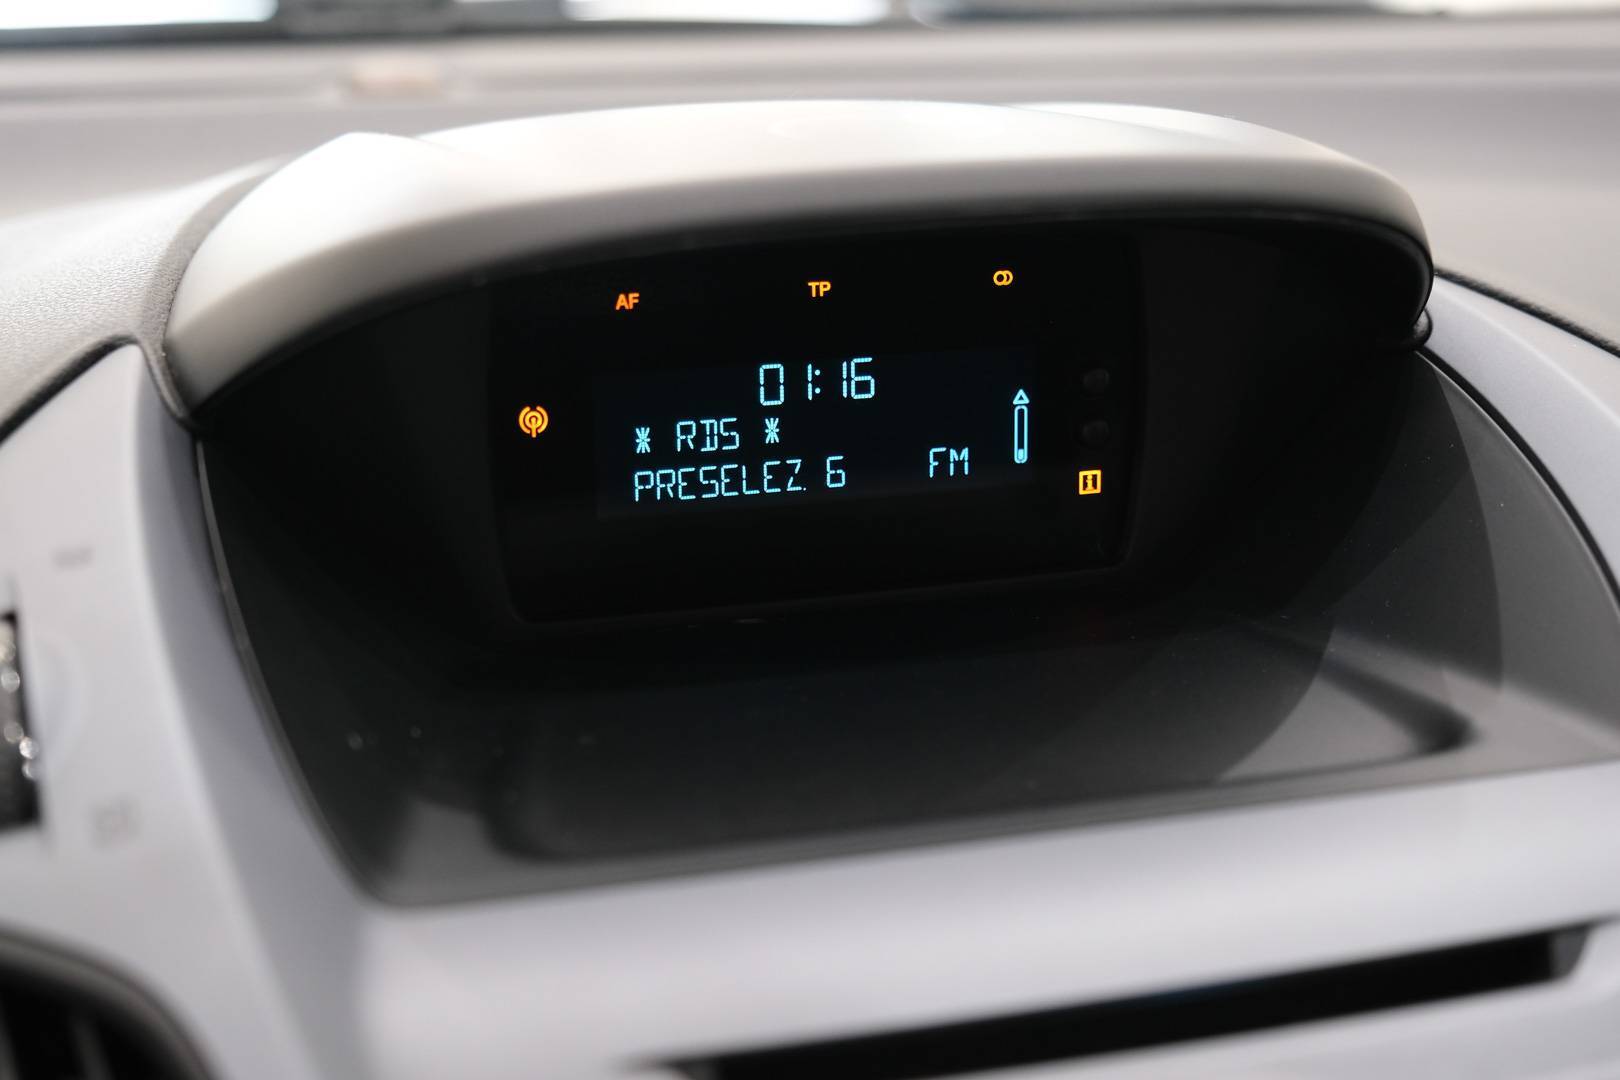 AF TP
01:16
* RDS *
PRESELEZ. 6 FM
i